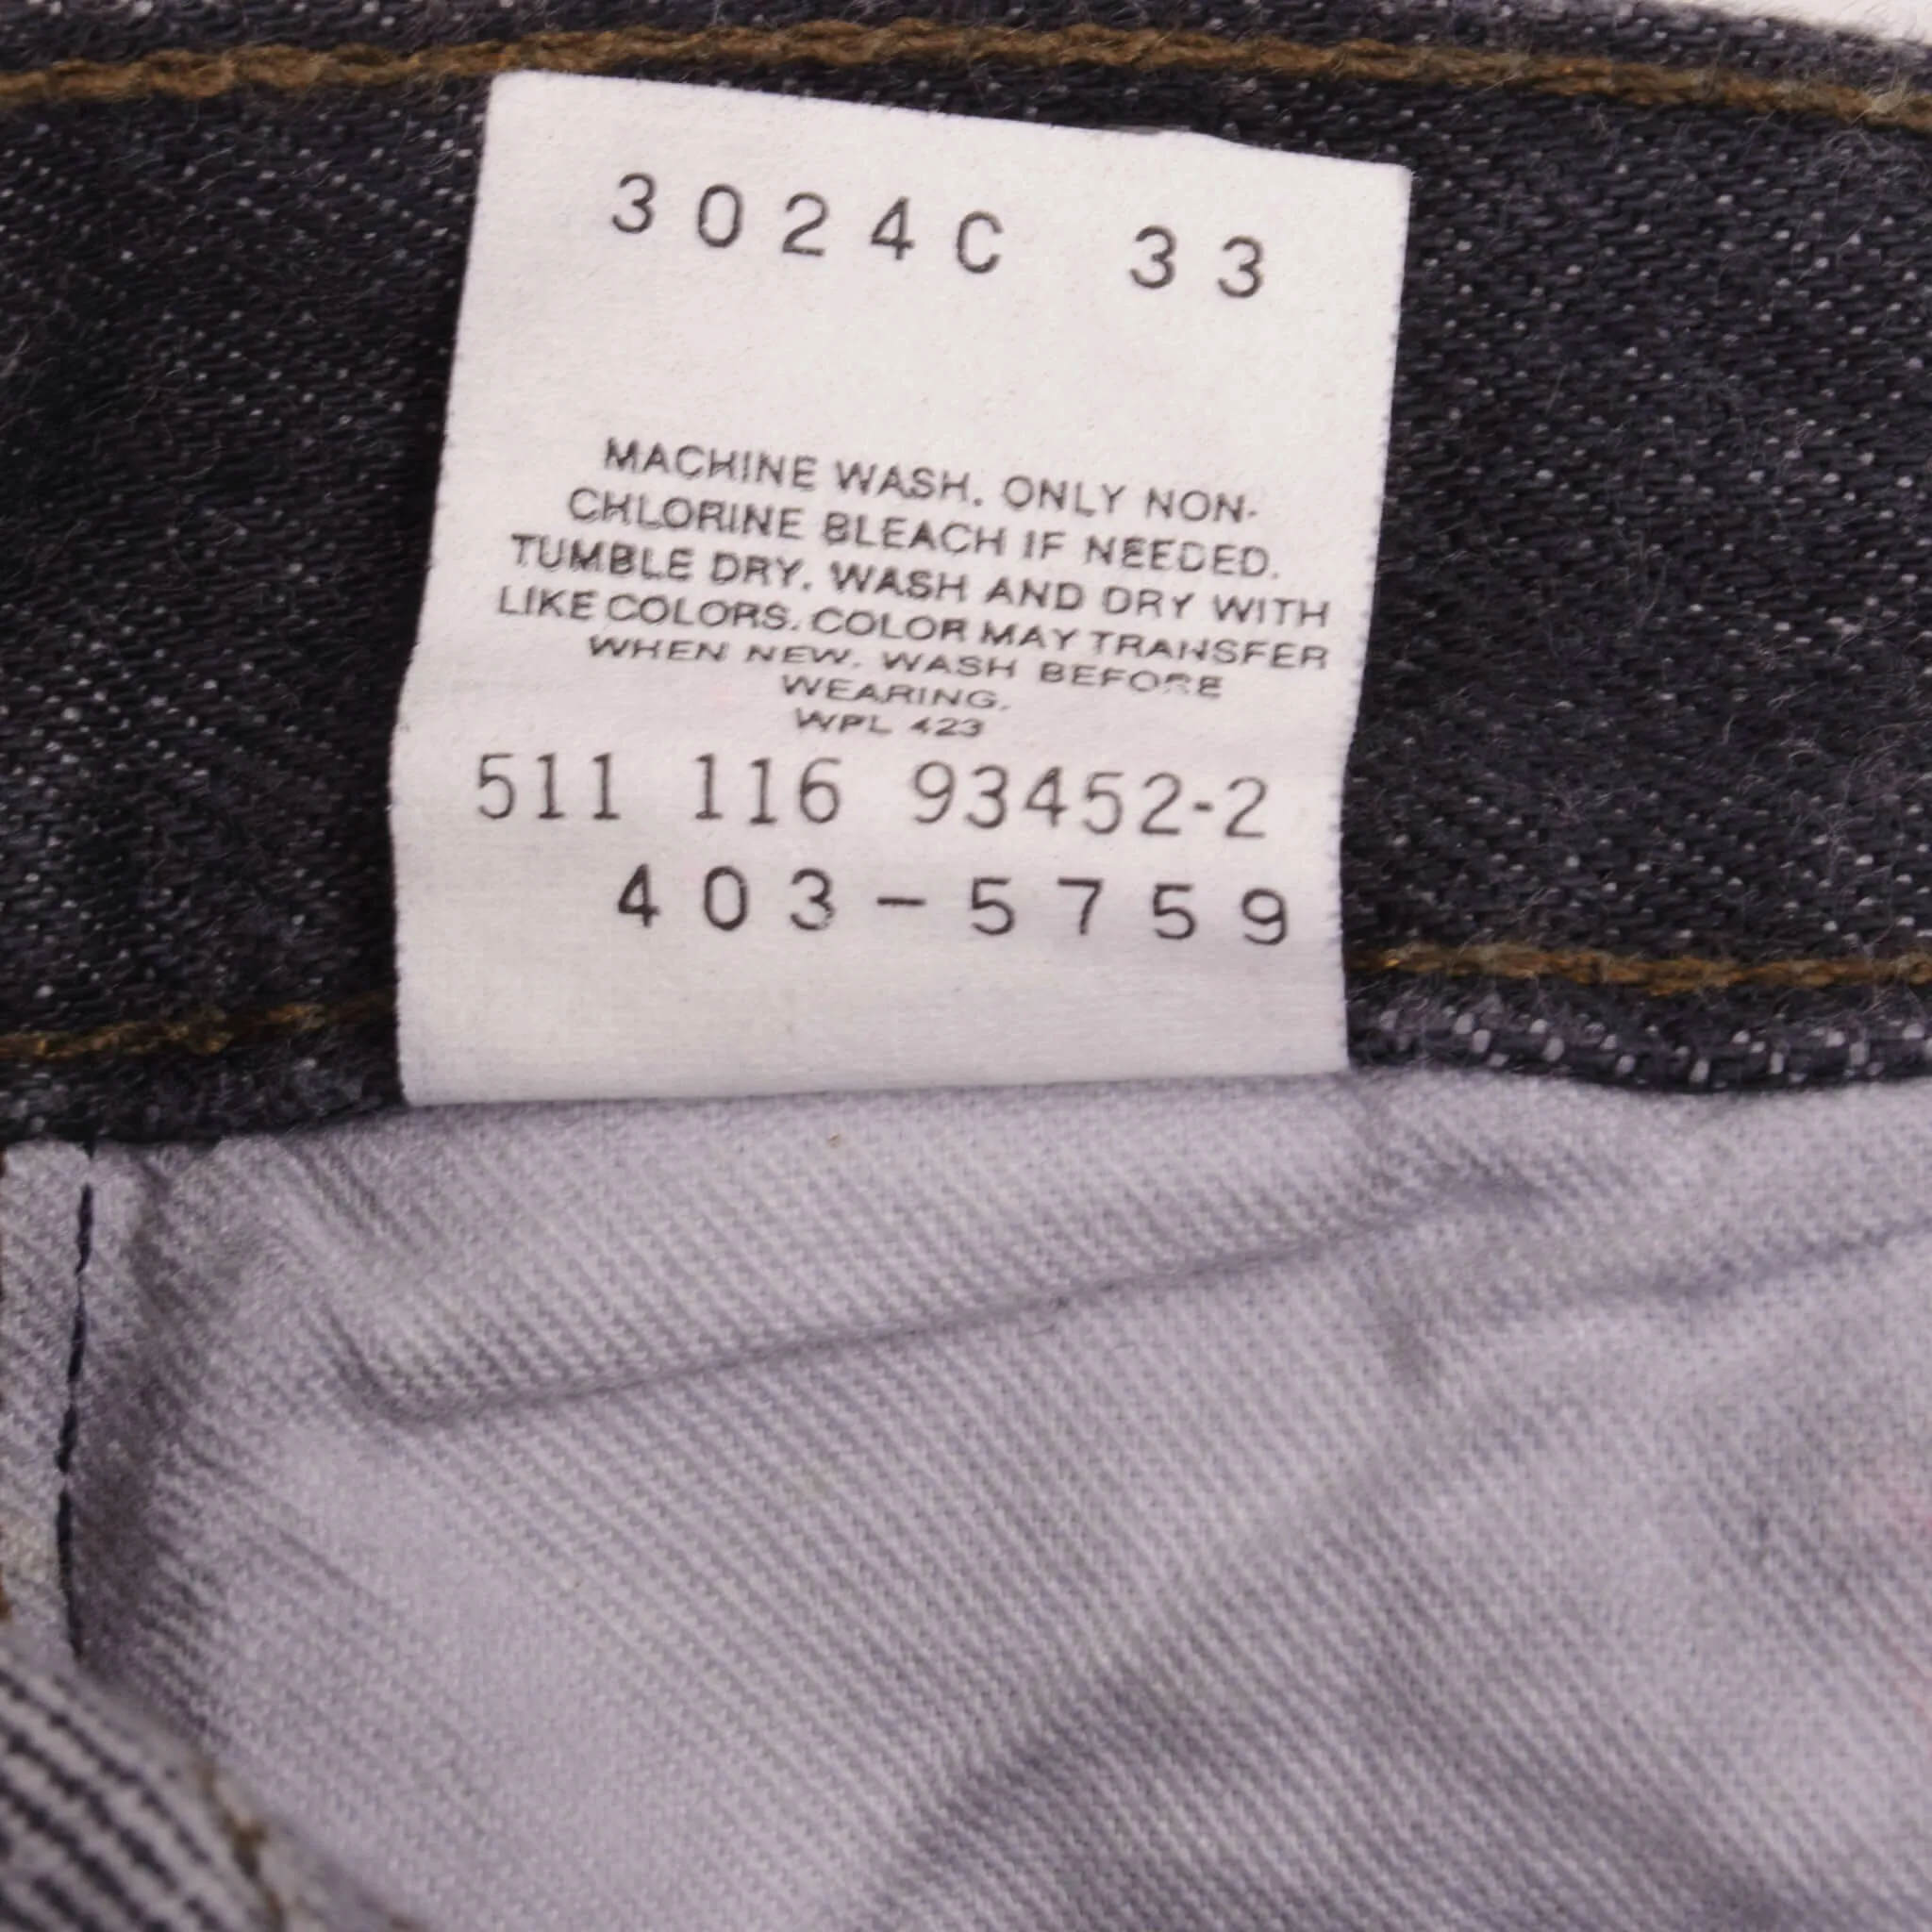 3024C 33
MACHINE WASH. ONLY NON-
CHLORINE BLEACH IF NEEDED.
TUMBLE DRY. WASH AND DRY WITH
LIKE COLORS. COLOR MAY TRANSFER
WHEN NEW. WASH BEFORE
WEARING.
WPL 423
511 116 93452-2
403-5759